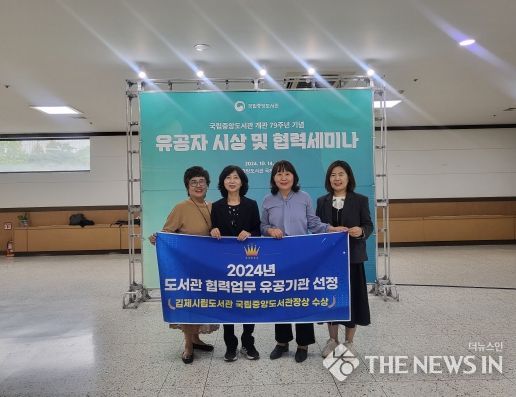 국립중앙도서관
국립중앙도서관 개관 79주년 기념
유공자 시상 및 협력세미나
2024. 10. 14.
2024년
도서관 협력업무 유공기관 선정
김제시립도서관 국립중앙도서관장상 수상
더뉴스인
THE NEWS IN